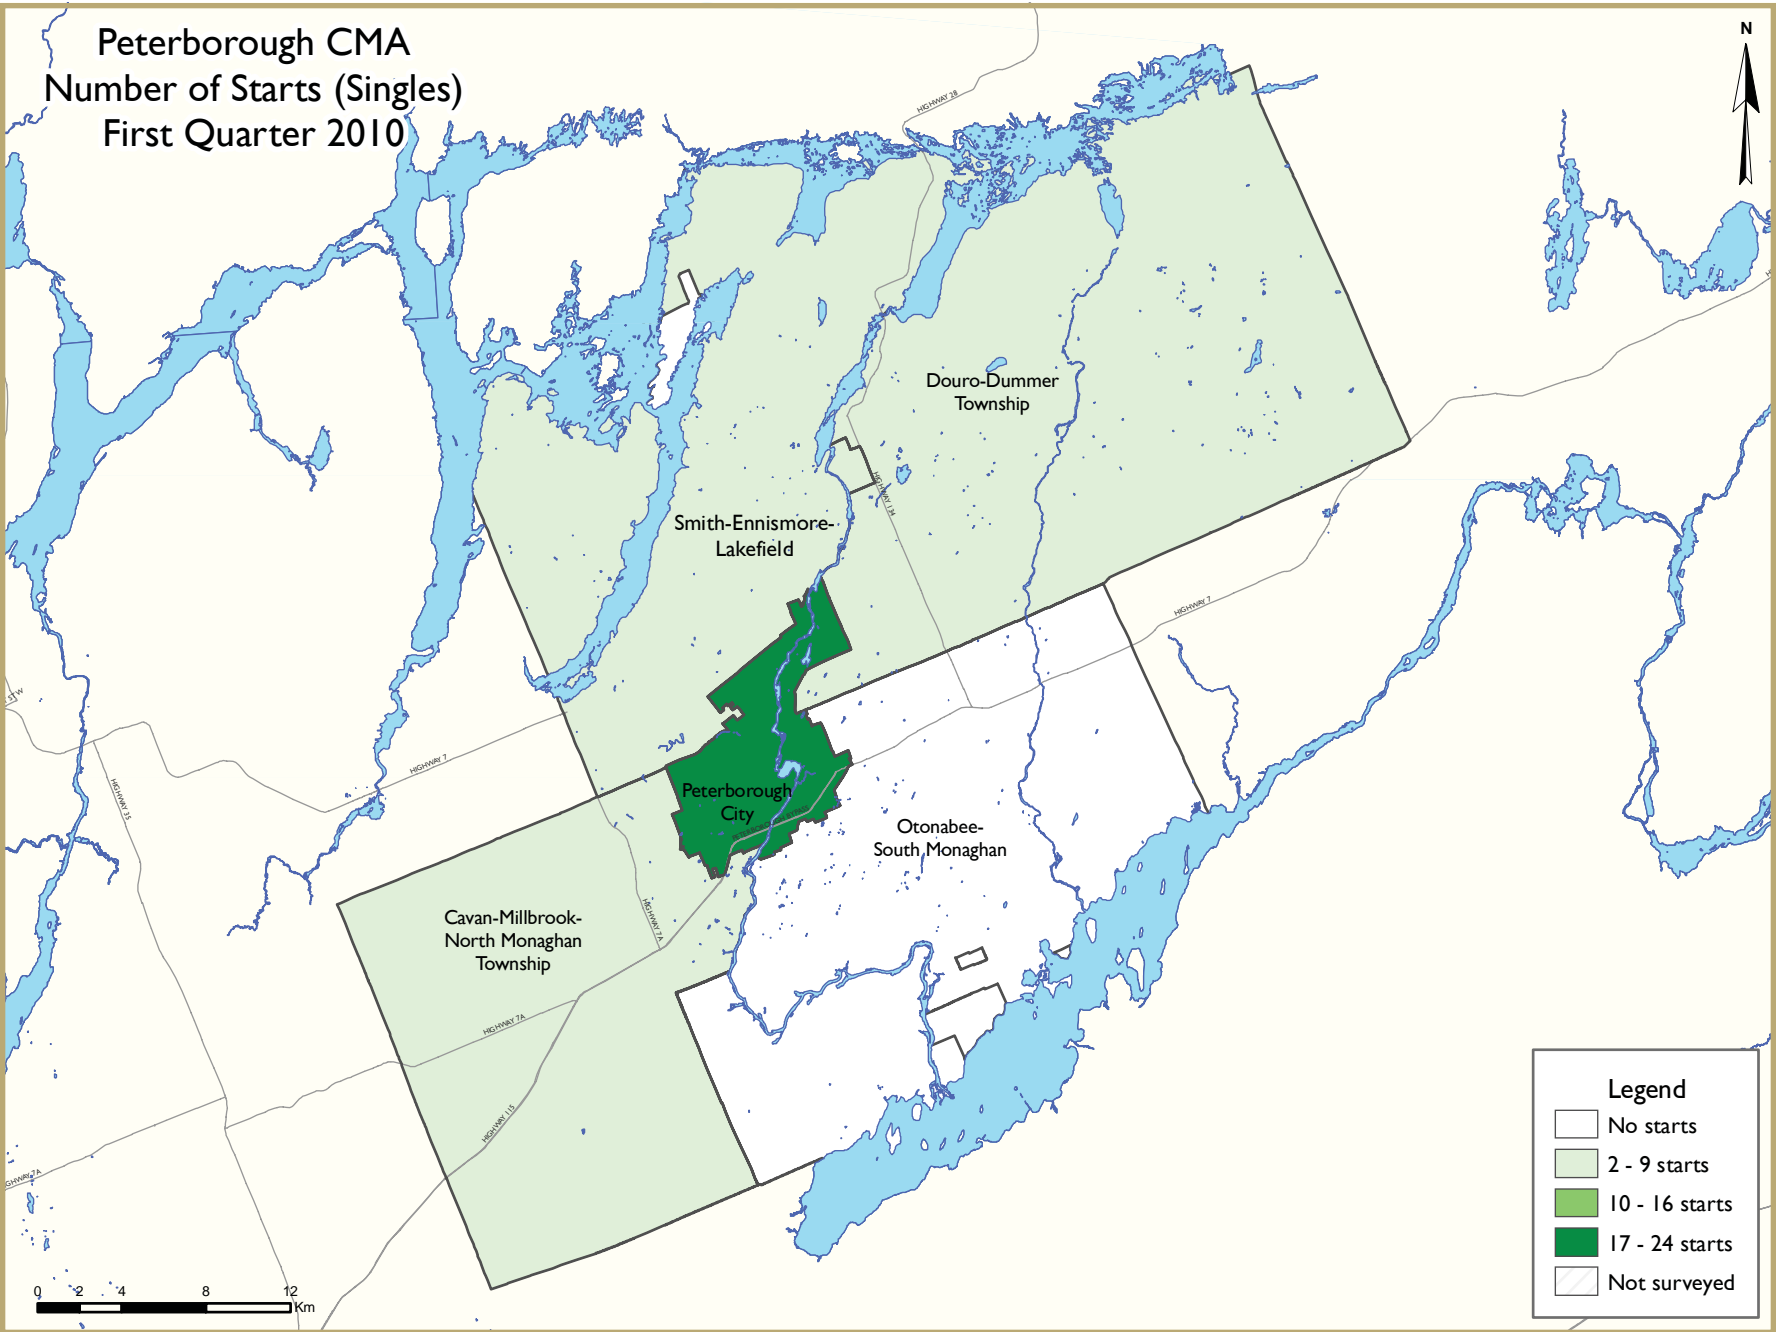 Peterborough CMA
Number of Starts (Singles)
First Quarter 2010
N
HIGHWAY 28
Douro-Dummer
Township
HIGHWAY 134
Smith-Ennismore-
Lakefield
HIGHWAY 7
ST W
HIGHWAY 7
HIGHWAY 35
Peterborough
City
Otonabee-
South Monaghan
Cavan-Millbrook-
North Monaghan
Township
HIGHWAY 7A
HIGHWAY 7A
HIGHWAY 115
HIGHWAY 7A
Legend
No starts
2 - 9 starts
10 - 16 starts
17 - 24 starts
Not surveyed
0 2 4 8 12
Km